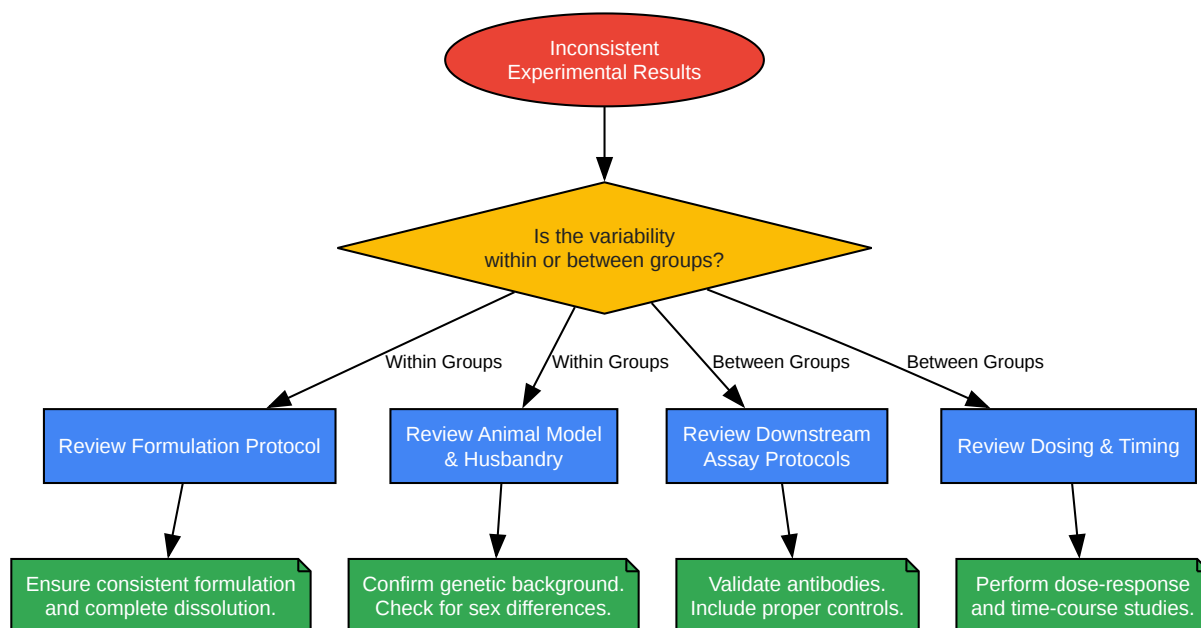 Inconsistent
Experimental Results
Is the variability
within or between groups?
Within Groups
Within Groups
Between Groups
Between Groups
Review Formulation Protocol
Review Animal Model
& Husbandry
Review Downstream
Assay Protocols
Review Dosing & Timing
Ensure consistent formulation
and complete dissolution.
Confirm genetic background.
Check for sex differences.
Validate antibodies.
Include proper controls.
Perform dose-response
and time-course studies.